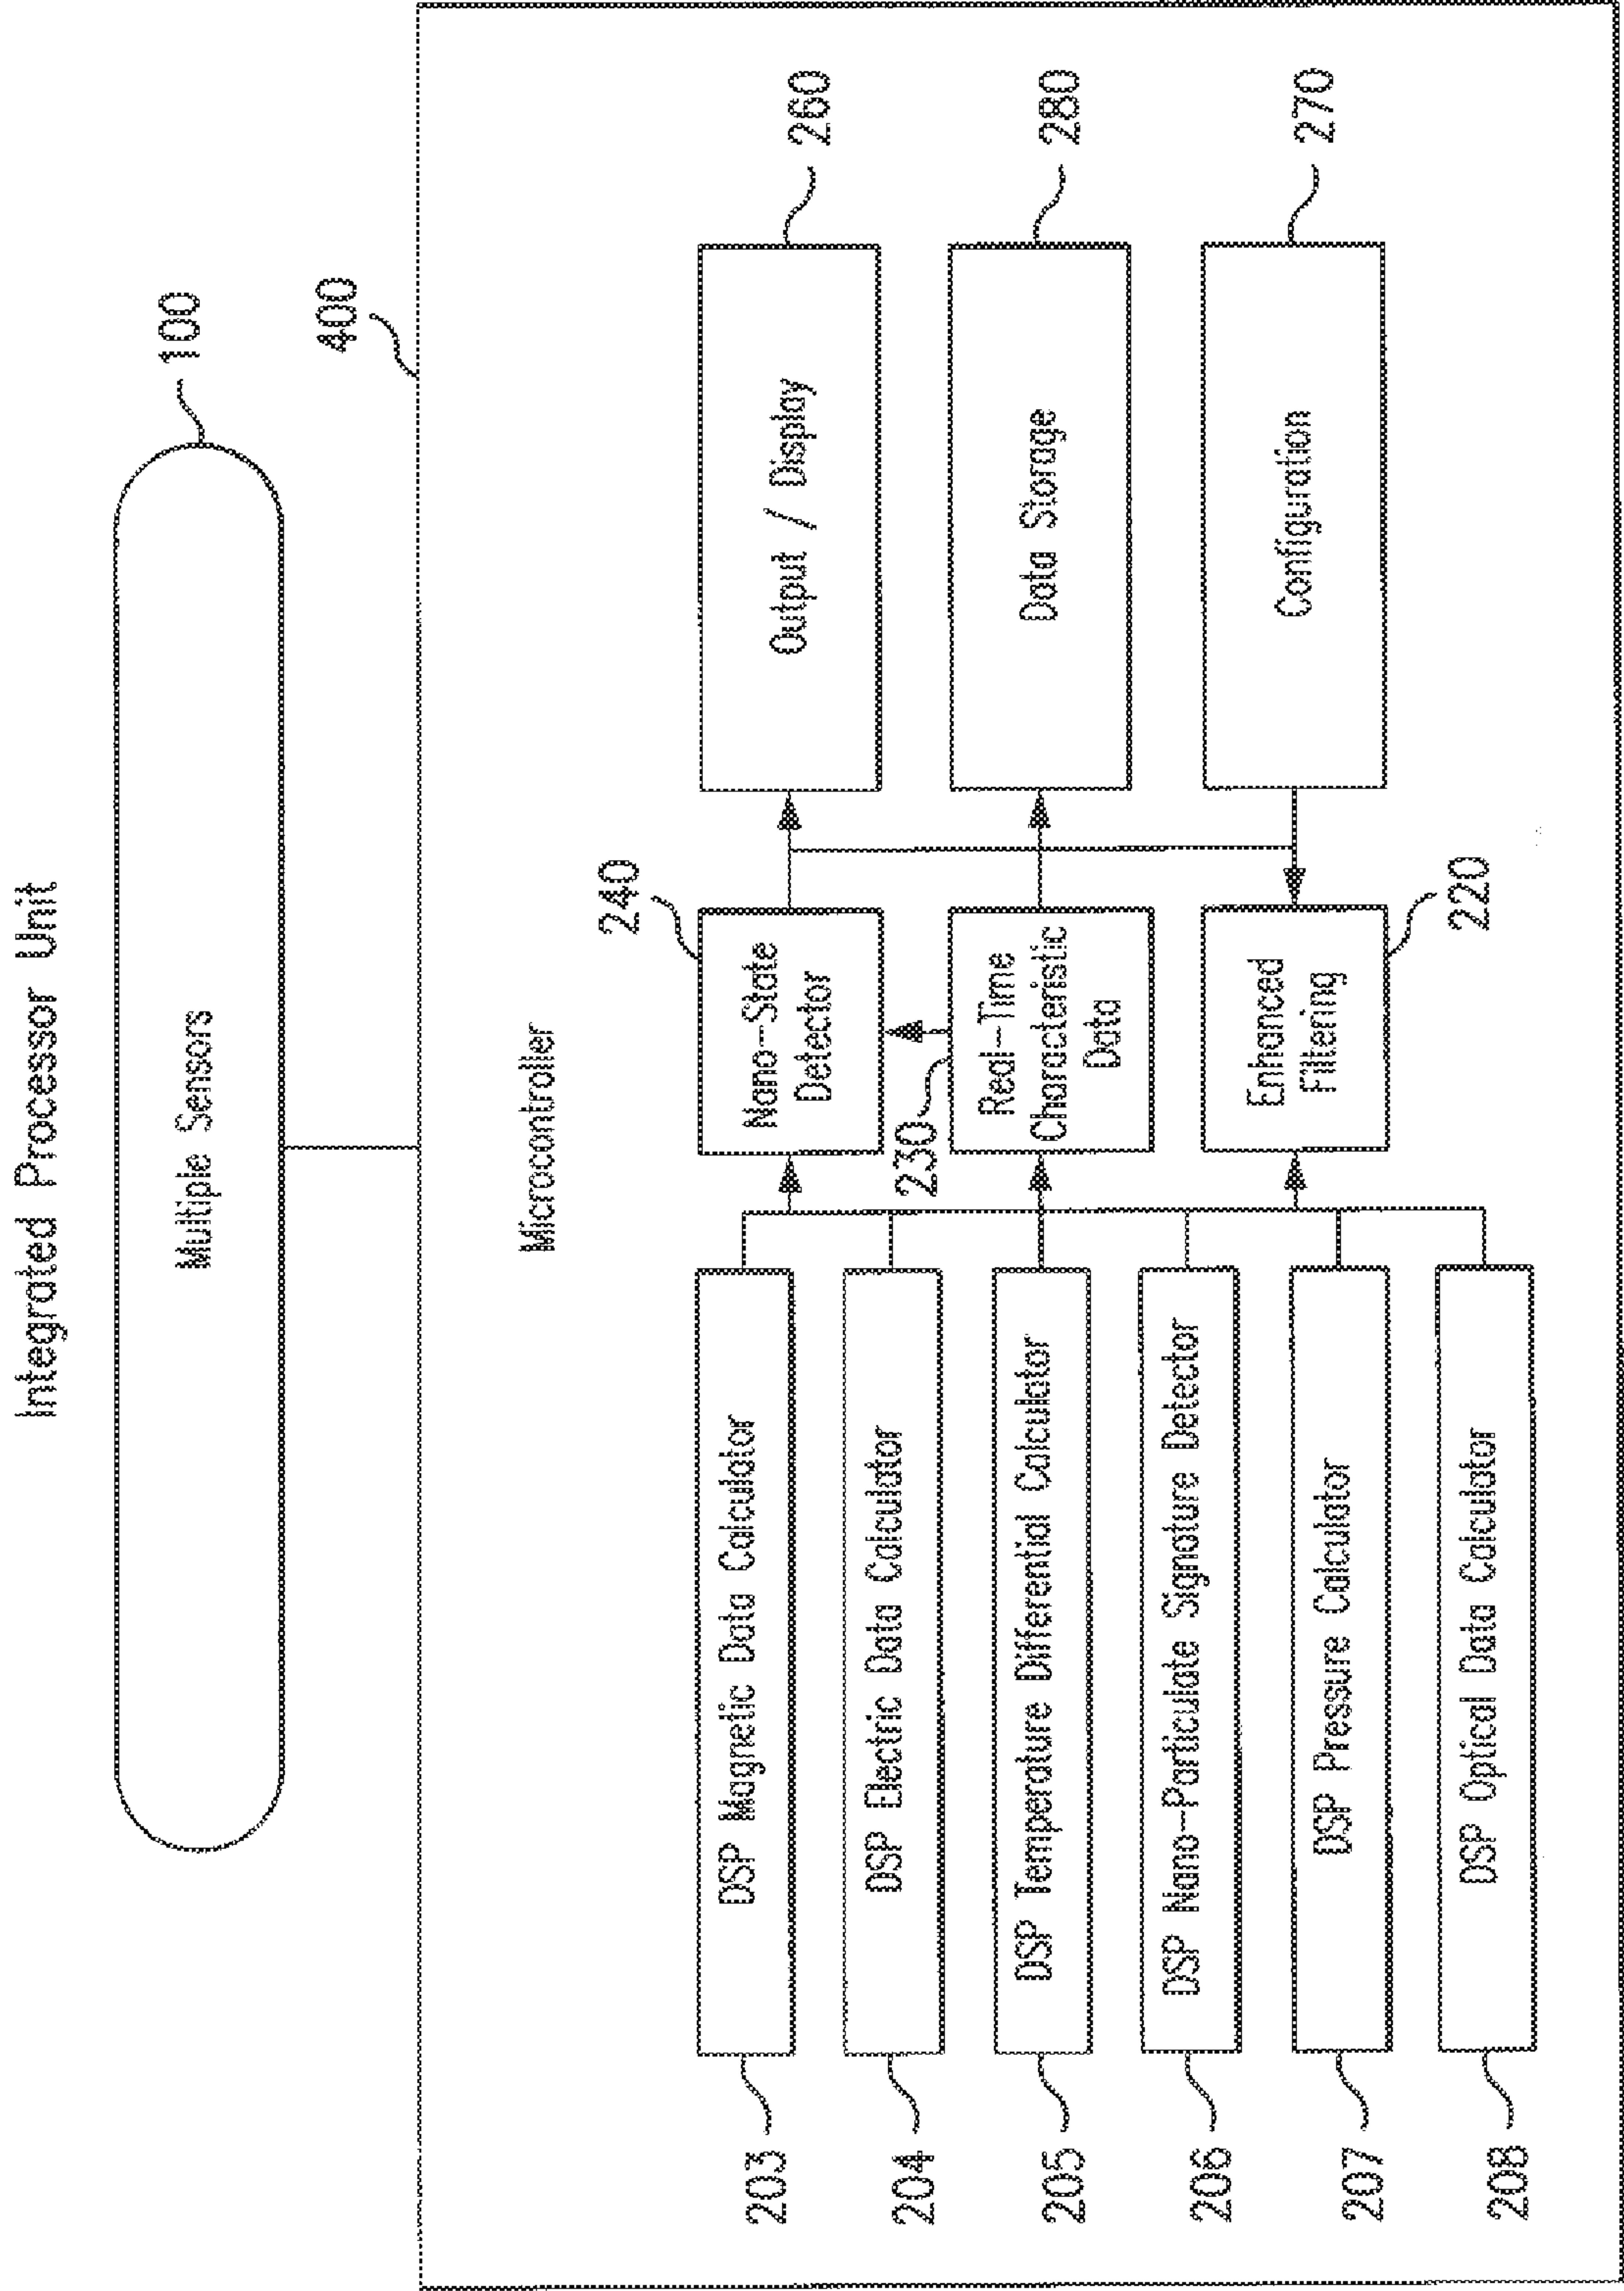 Integrated Processor Unit
Multiple Sensors
100
400
Microcontroller
203
DSP Magnetic Data Calculator
204
DSP Electric Data Calculator
205
DSP Temperature Differential Calculator
206
DSP Nano-Particulate Signature Detector
207
DSP Pressure Calculator
208
DSP Optical Data Calculator
240
Nano-State
Detector
230
Real-Time
Characteristic
Data
Enhanced
Filtering
220
Output / Display
260
Data Storage
280
Configuration
270